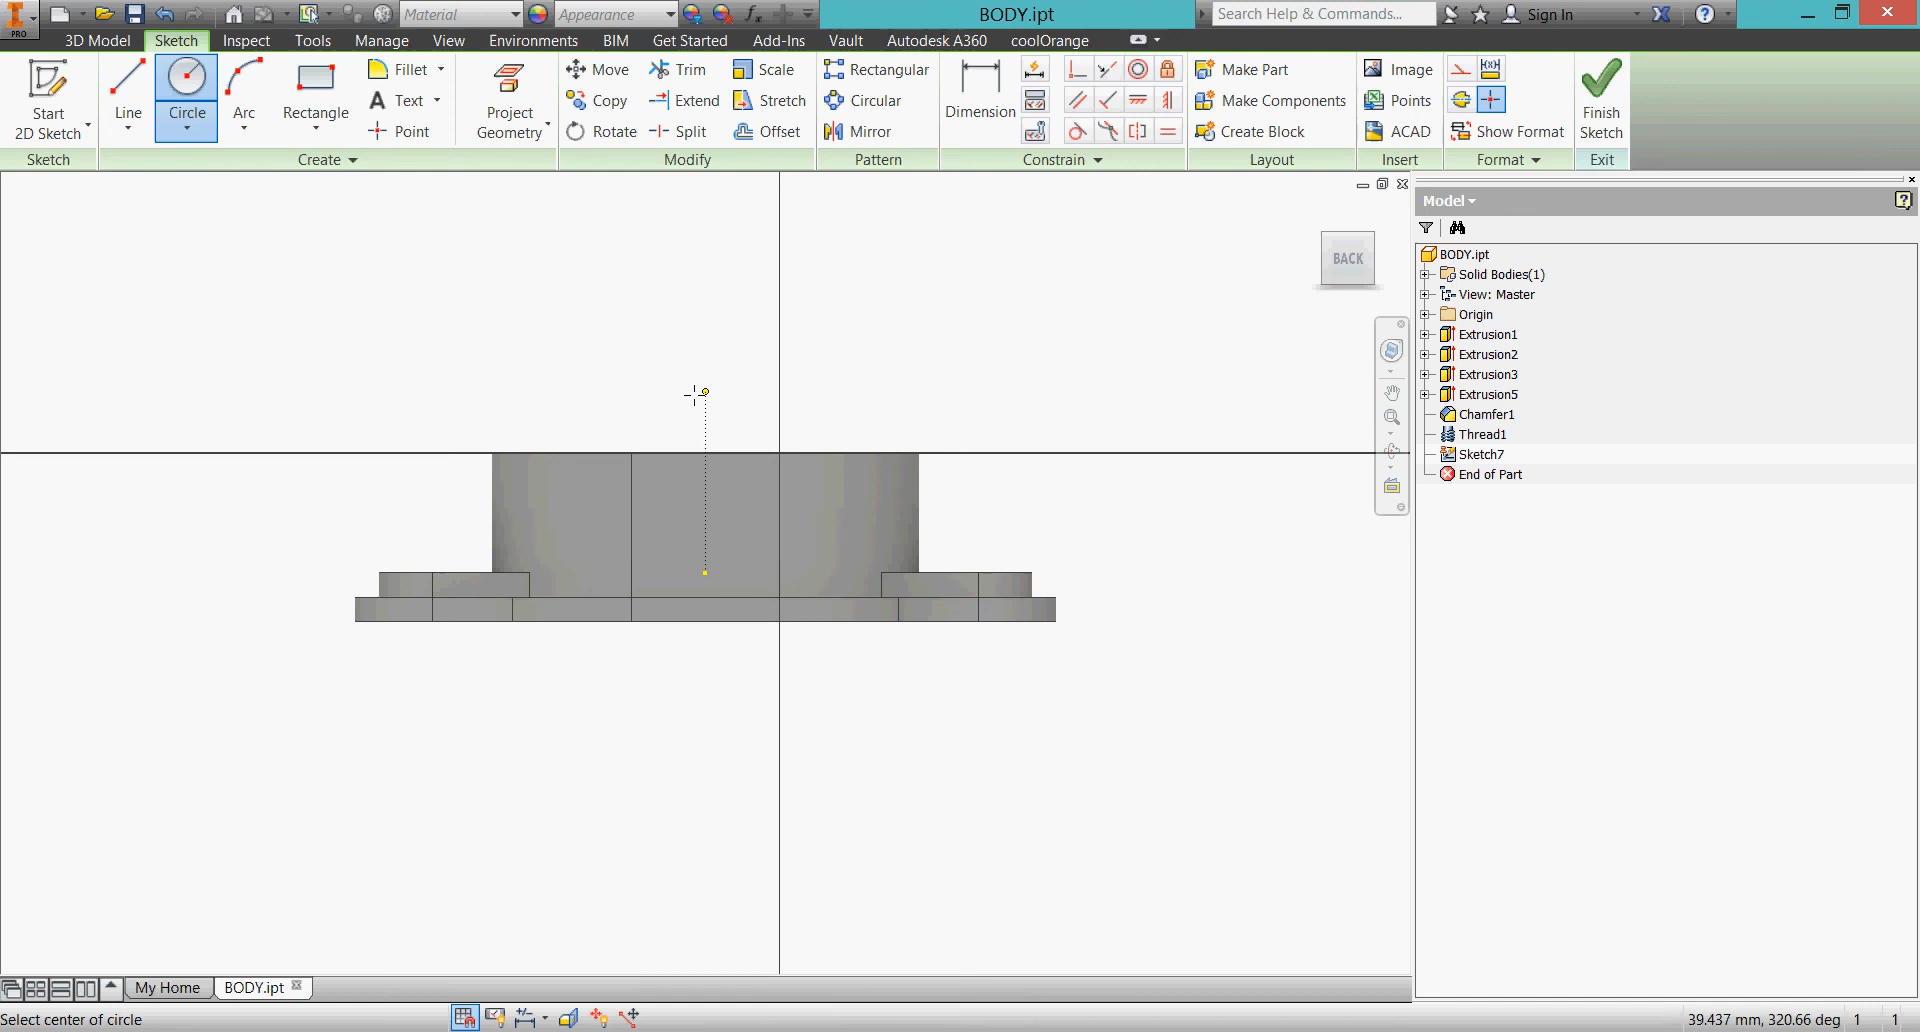 PRO
Material
Appearance
BODY.ipt
Search Help & Commands...
Sign In
3D Model
Sketch
Inspect
Tools
Manage
View
Environments
BIM
Get Started
Add-Ins
Vault
Autodesk A360
coolOrange
Start
2D Sketch
Line
Circle
Arc
Rectangle
Fillet
Text
Point
Project
Geometry
Move
Copy
Rotate
Trim
Extend
Split
Scale
Stretch
Offset
Rectangular
Circular
Mirror
Dimension
Make Part
Make Components
Create Block
Image
Points
ACAD
Show Format
Finish
Sketch
Sketch
Create
Modify
Pattern
Constrain
Layout
Insert
Format
Exit
BACK
Model
BODY.ipt
Solid Bodies(1)
View: Master
Origin
Extrusion1
Extrusion2
Extrusion3
Extrusion5
Chamfer1
Thread1
Sketch7
End of Part
My Home
BODY.ipt
Select center of circle
39.437 mm, 320.66 deg 1 1